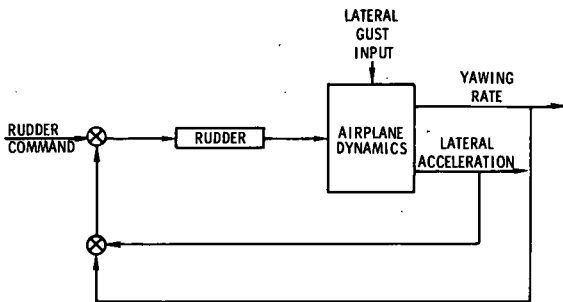 LATERAL
GUST
INPUT
YAWING
RATE
RUDDER
COMMAND
RUDDER
AIRPLANE
DYNAMICS
LATERAL
ACCELERATION